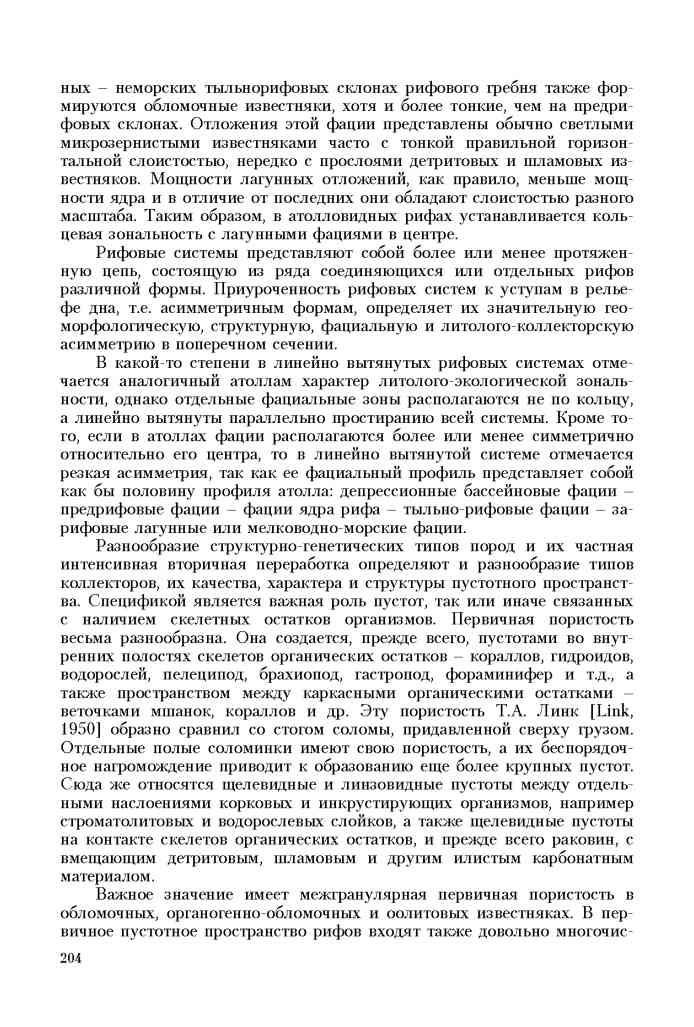 ных – неморских тыльнорифовых склонах рифового гребня также фор-
мируются обломочные известняки, хотя и более тонкие, чем на предри-
фовых склонах. Отложения этой фации представлены обычно светлыми
микрозернистыми известняками часто с тонкой правильной горизон-
тальной слоистостью, нередко с прослоями детритовых и шламовых из-
вестняков. Мощности лагунных отложений, как правило, меньше мощ-
ности ядра и в отличие от последних они обладают слоистостью разного
масштаба. Таким образом, в атолловидных рифах устанавливается коль-
цевая зональность с лагунными фациями в центре.
Рифовые системы представляют собой более или менее протяжен-
ную цепь, состоящую из ряда соединяющихся или отдельных рифов
различной формы. Приуроченность рифовых систем к уступам в релье-
фе дна, т.е. асимметричным формам, определяет их значительную гео-
морфологическую, структурную, фациальную и литолого-коллекторскую
асимметрию в поперечном сечении.
В какой-то степени в линейно вытянутых рифовых системах отме-
чается аналогичный атоллам характер литолого-экологической зональ-
ности, однако отдельные фациальные зоны располагаются не по кольцу,
а линейно вытянуты параллельно простиранию всей системы. Кроме то-
го, если в атоллах фации располагаются более или менее симметрично
относительно его центра, то в линейно вытянутой системе отмечается
резкая асимметрия, так как ее фациальный профиль представляет собой
как бы половину профиля атолла: депрессионные бассейновые фации –
предрифовые фации – фации ядра рифа – тыльно-рифовые фации – за-
рифовые лагунные или мелководно-морские фации.
Разнообразие структурно-генетических типов пород и их частная
интенсивная вторичная переработка определяют и разнообразие типов
коллекторов, их качества, характера и структуры пустотного пространст-
ва. Спецификой является важная роль пустот, так или иначе связанных
с наличием скелетных остатков организмов. Первичная пористость
весьма разнообразна. Она создается, прежде всего, пустотами во внут-
ренних полостях скелетов органических остатков – кораллов, гидроидов,
водорослей, пелеципод, брахиопод, гастропод, фораминифер и т.д., а
также пространством между каркасными органическими остатками –
веточками мшанок, кораллов и др. Эту пористость Т.А. Линк [Link,
1950] образно сравнил со стогом соломы, придавленной сверху грузом.
Отдельные полые соломинки имеют свою пористость, а их беспорядоч-
ное нагромождение приводит к образованию еще более крупных пустот.
Сюда же относятся щелевидные и линзовидные пустоты между отдель-
ными наслоениями корковых и инкрустирующих организмов, например
строматолитовых и водорослевых слойков, а также щелевидные пустоты
на контакте скелетов органических остатков, и прежде всего раковин, с
вмещающим детритовым, шламовым и другим илистым карбонатным
материалом.
Важное значение имеет межгранулярная первичная пористость в
обломочных, органогенно-обломочных и оолитовых известняках. В пер-
вичное пустотное пространство рифов входят также довольно многочис-
204